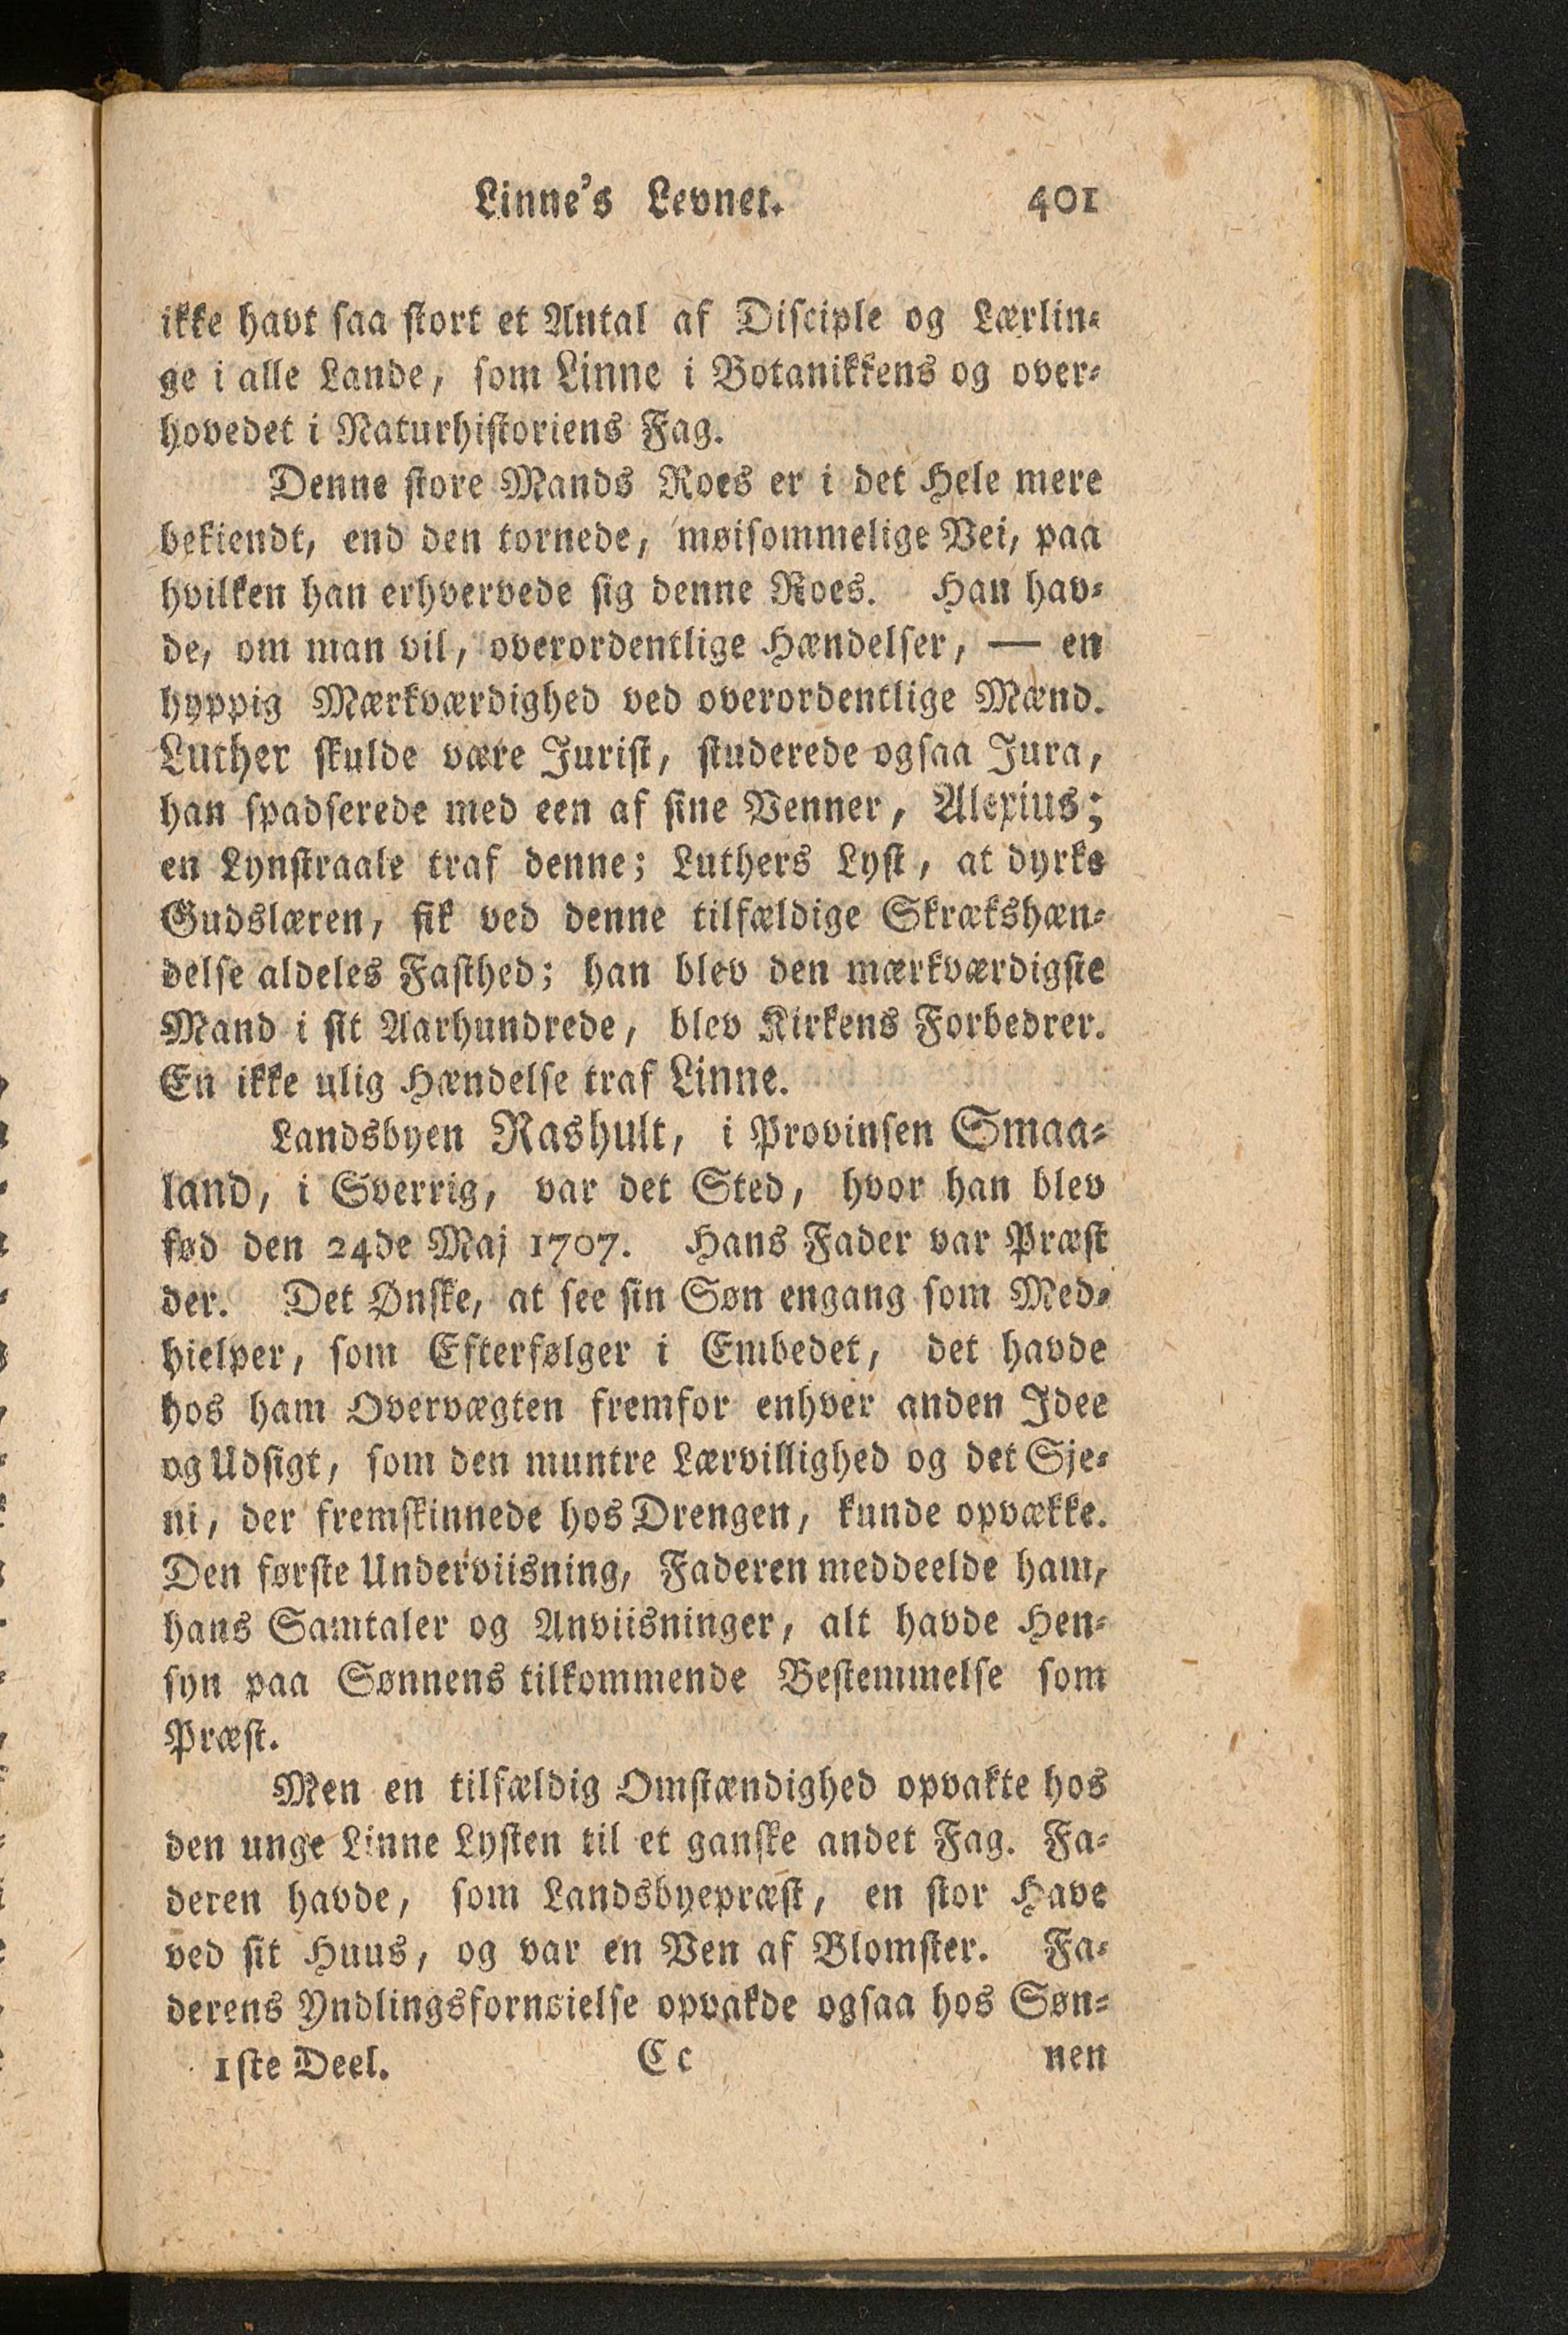 Linne's Levnet. 401
ikke havt saa stort et Antal af Disciple og Lærlin-
ge i alle Lande, som Linne i Botanikkens og over-
hovedet i Naturhistoriens Fag.
Denne store Mands Roes er i det Hele mere
bekiendt, end den tornede, møisommelige Vei, paa
hvilken han erhvervede sig denne Roes. Han hav-
de, om man vil, overordentlige Hændelser, — en
hyppig Mærkværdighed ved overordentlige Mænd.
Luther skulde være Jurist, studerede ogsaa Jura,
han spadserede med een af sine Venner, Alexius;
en Lynstraale traf denne; Luthers Lyst, at dyrke
Gudslæren, fik ved denne tilfældige Skrækshæn-
delse aldeles Fasthed; han blev den mærkværdigste
Mand i sit Aarhundrede, blev Kirkens Forbedrer.
En ikke ulig Hændelse traf Linne.
Landsbyen Rashult, i Provinsen Smaa-
land, i Sverrig, var det Sted, hvor han blev
fød den 24de Maj 1707. Hans Fader var Præst
der. Det Ønske, at see sin Søn engang som Med-
hielper, som Efterfølger i Embedet, det havde
hos ham Overvægten fremfor enhver anden Idee
og Udsigt, som den muntre Lærvillighed og det Sje-
ni, der fremskinnede hos Drengen, kunde opvække.
Den første Underviisning, Faderen meddeelde ham,
hans Samtaler og Anviisninger, alt havde Hen-
syn paa Sønnens tilkommende Bestemmelse som
Præst.
Men en tilfældig Omstændighed opvakte hos
den unge Linne Lysten til et ganske andet Fag. Fa-
deren havde, som Landsbyepræst, en stor Have
ved sit Huus, og var en Ven af Blomster. Fa-
derens Yndlingsfornøielse opvakde ogsaa hos Søn-
1ste Deel. Cc nen